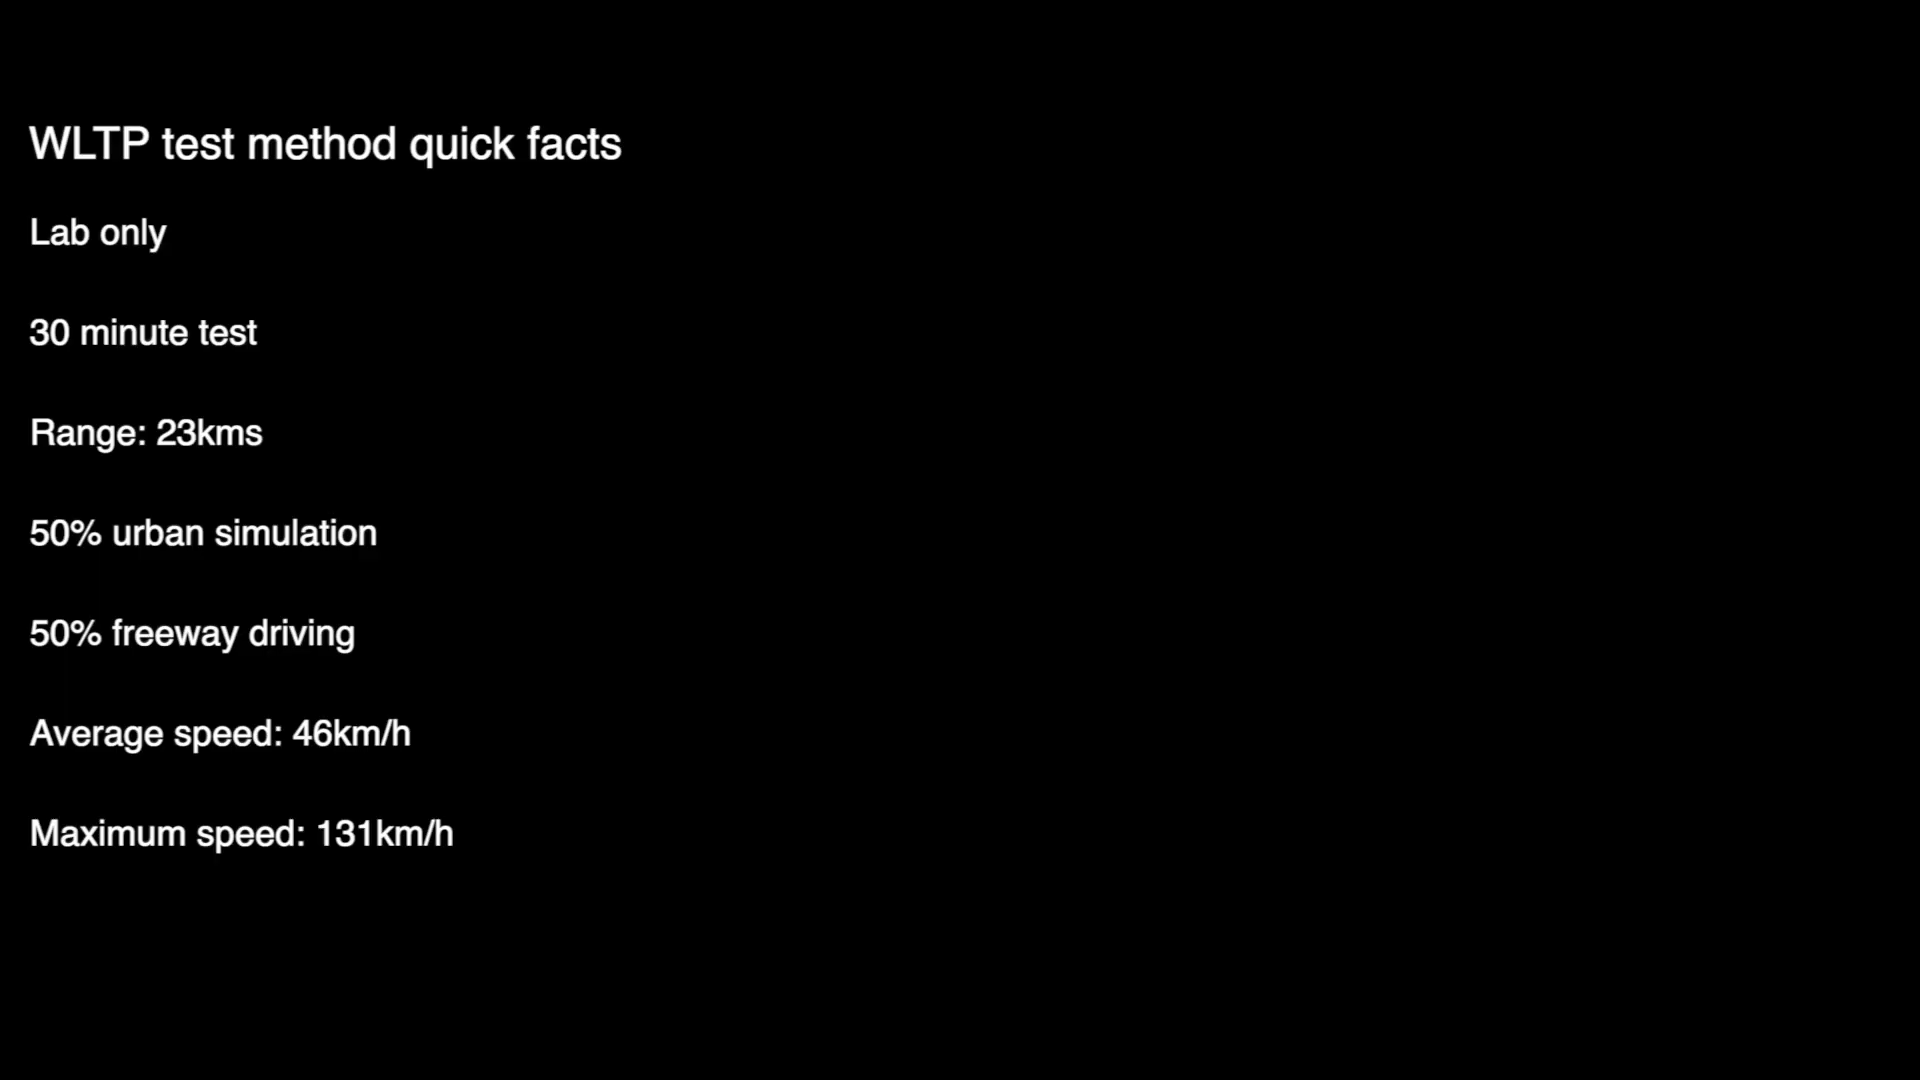 WLTP test method quick facts
Lab only
30 minute test
Range: 23kms
50% urban simulation
50% freeway driving
Average speed: 46km/h
Maximum speed: 131km/h